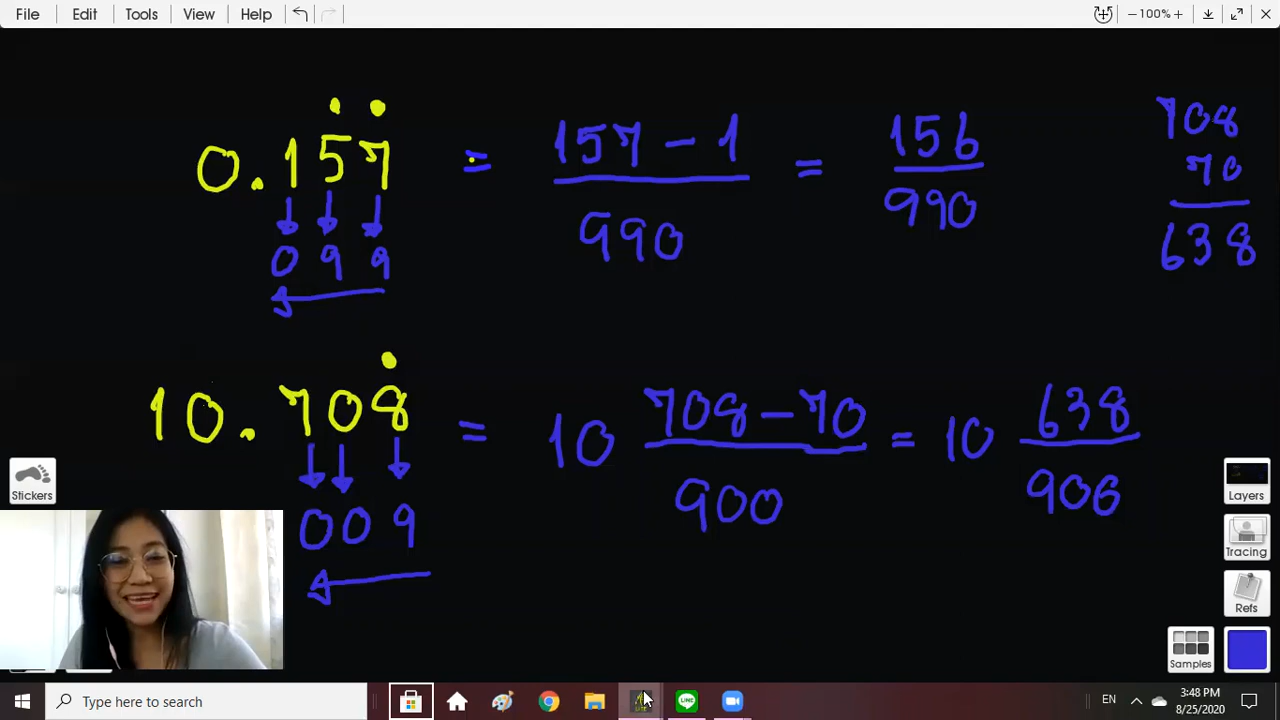 File Edit Tools View Help −100%+
0.15̇7̇ = 157 − 1 / 990 = 156 / 990
099
708
70
638
10.708̇ = 10 708 − 70 / 900 = 10 638 / 900
009
Stickers
Layers
Tracing
Refs
Samples
Type here to search
EN
3:48 PM
8/25/2020